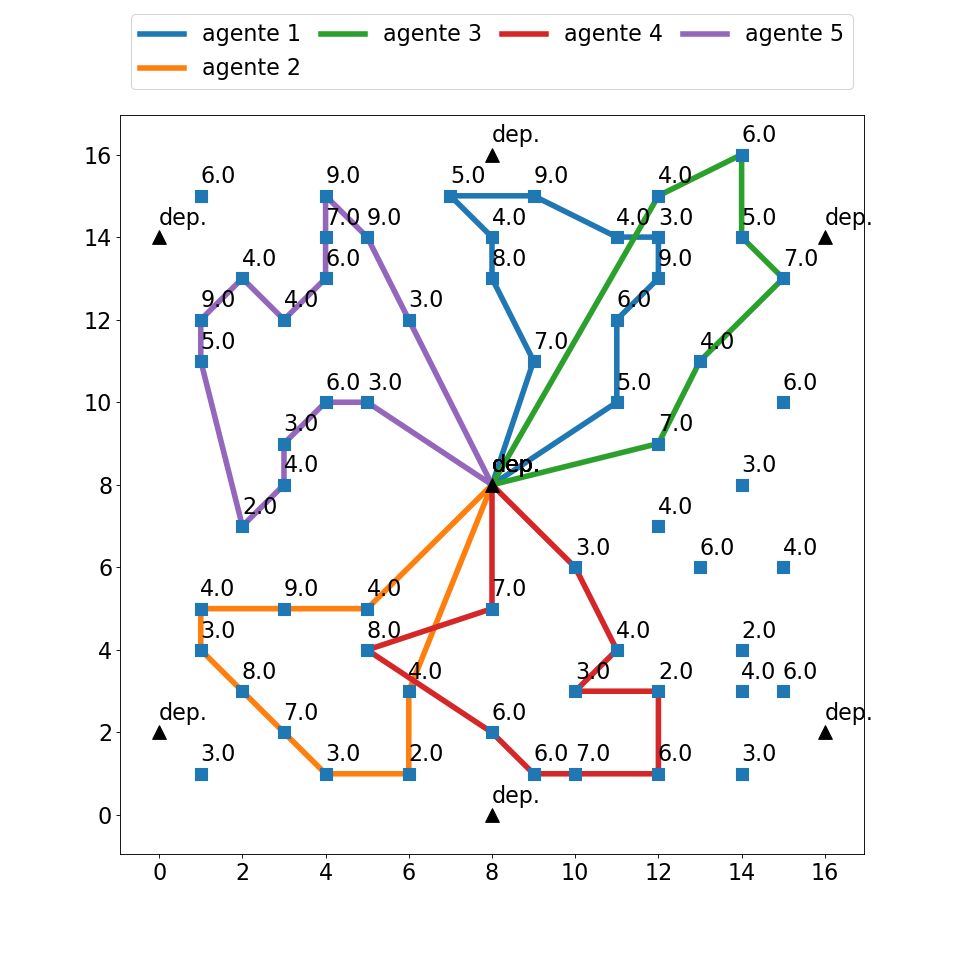 agente 1 agente 3 agente 4 agente 5
agente 2
dep. 6.0
6.0 9.0 5.0 9.0 4.0
dep. 7.0 9.0 4.0 4.0 3.0 5.0 dep.
4.0 6.0 8.0 9.0 7.0
9.0 4.0 3.0 6.0
5.0 7.0 4.0
6.0 3.0 5.0 6.0
3.0 7.0
4.0 dep. 3.0
2.0 4.0
3.0 6.0 4.0
4.0 9.0 4.0 7.0
3.0 8.0 4.0 2.0
8.0 4.0 3.0 2.0 4.0 6.0
dep. 7.0 6.0 dep.
3.0 3.0 2.0 6.0 7.0 6.0 3.0
dep.
16
14
12
10
8
6
4
2
0
0 2 4 6 8 10 12 14 16